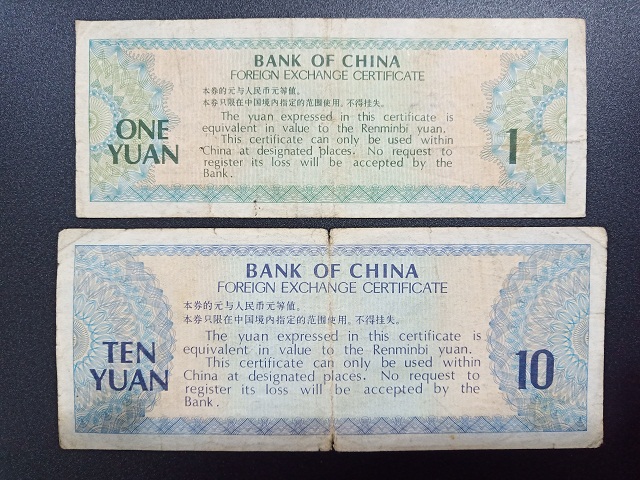 BANK OF CHINA
FOREIGN EXCHANGE CERTIFICATE
本券的元与人民币元等值。
本券只限在中国境内指定的范围使用。不得挂失。
The yuan expressed in this certificate is
equivalent in value to the Renminbi yuan.
This certificate can only be used within
China at designated places. No request to
register its loss will be accepted by the
Bank.
ONE
YUAN
1
BANK OF CHINA
FOREIGN EXCHANGE CERTIFICATE
本券的元与人民币元等值。
本券只限在中国境内指定的范围使用。不得挂失。
The yuan expressed in this certificate is
equivalent in value to the Renminbi yuan.
This certificate can only be used within
China at designated places. No request to
register its loss will be accepted by the
Bank.
TEN
YUAN
10